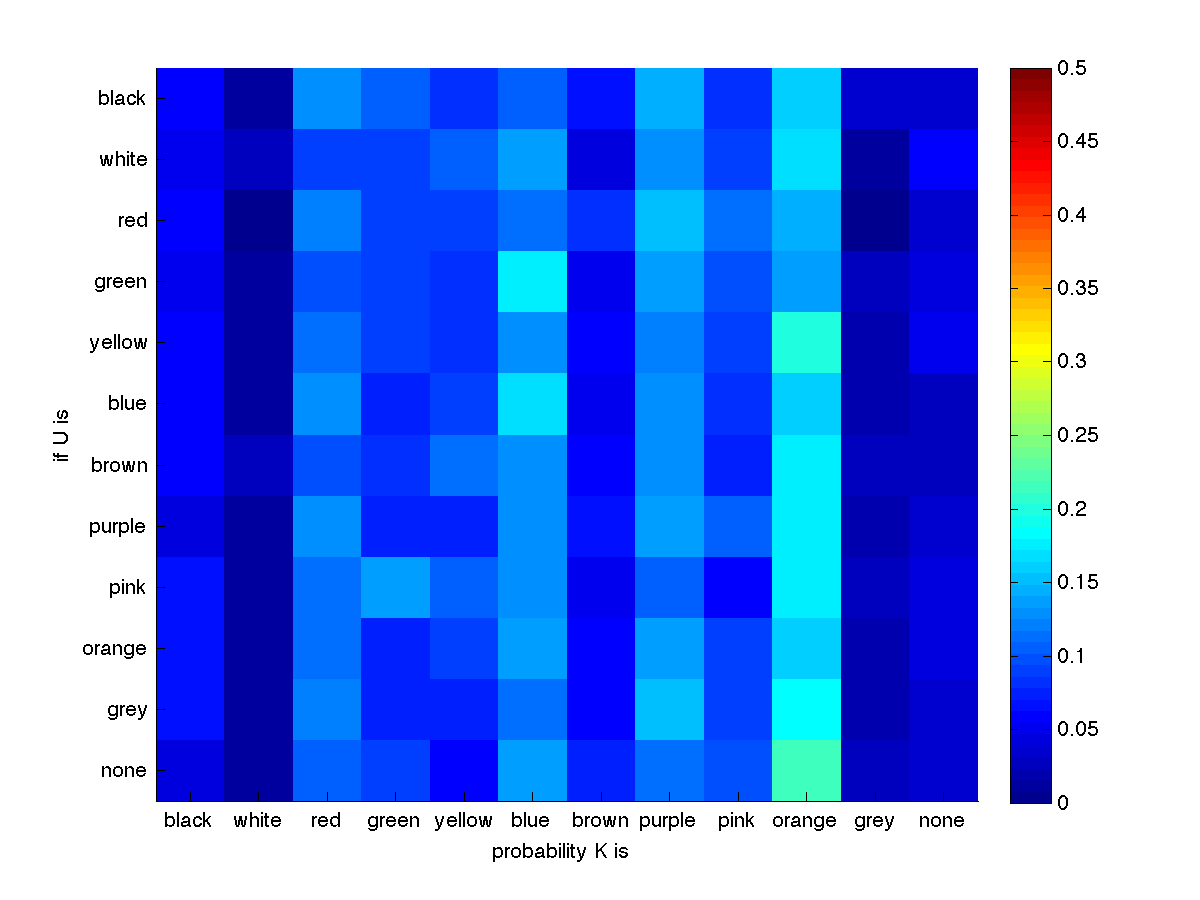 black
white
red
green
yellow
blue
brown
purple
pink
orange
grey
none
if U is
black white red green yellow blue brown purple pink orange grey none
probability K is
0.5
0.45
0.4
0.35
0.3
0.25
0.2
0.15
0.1
0.05
0